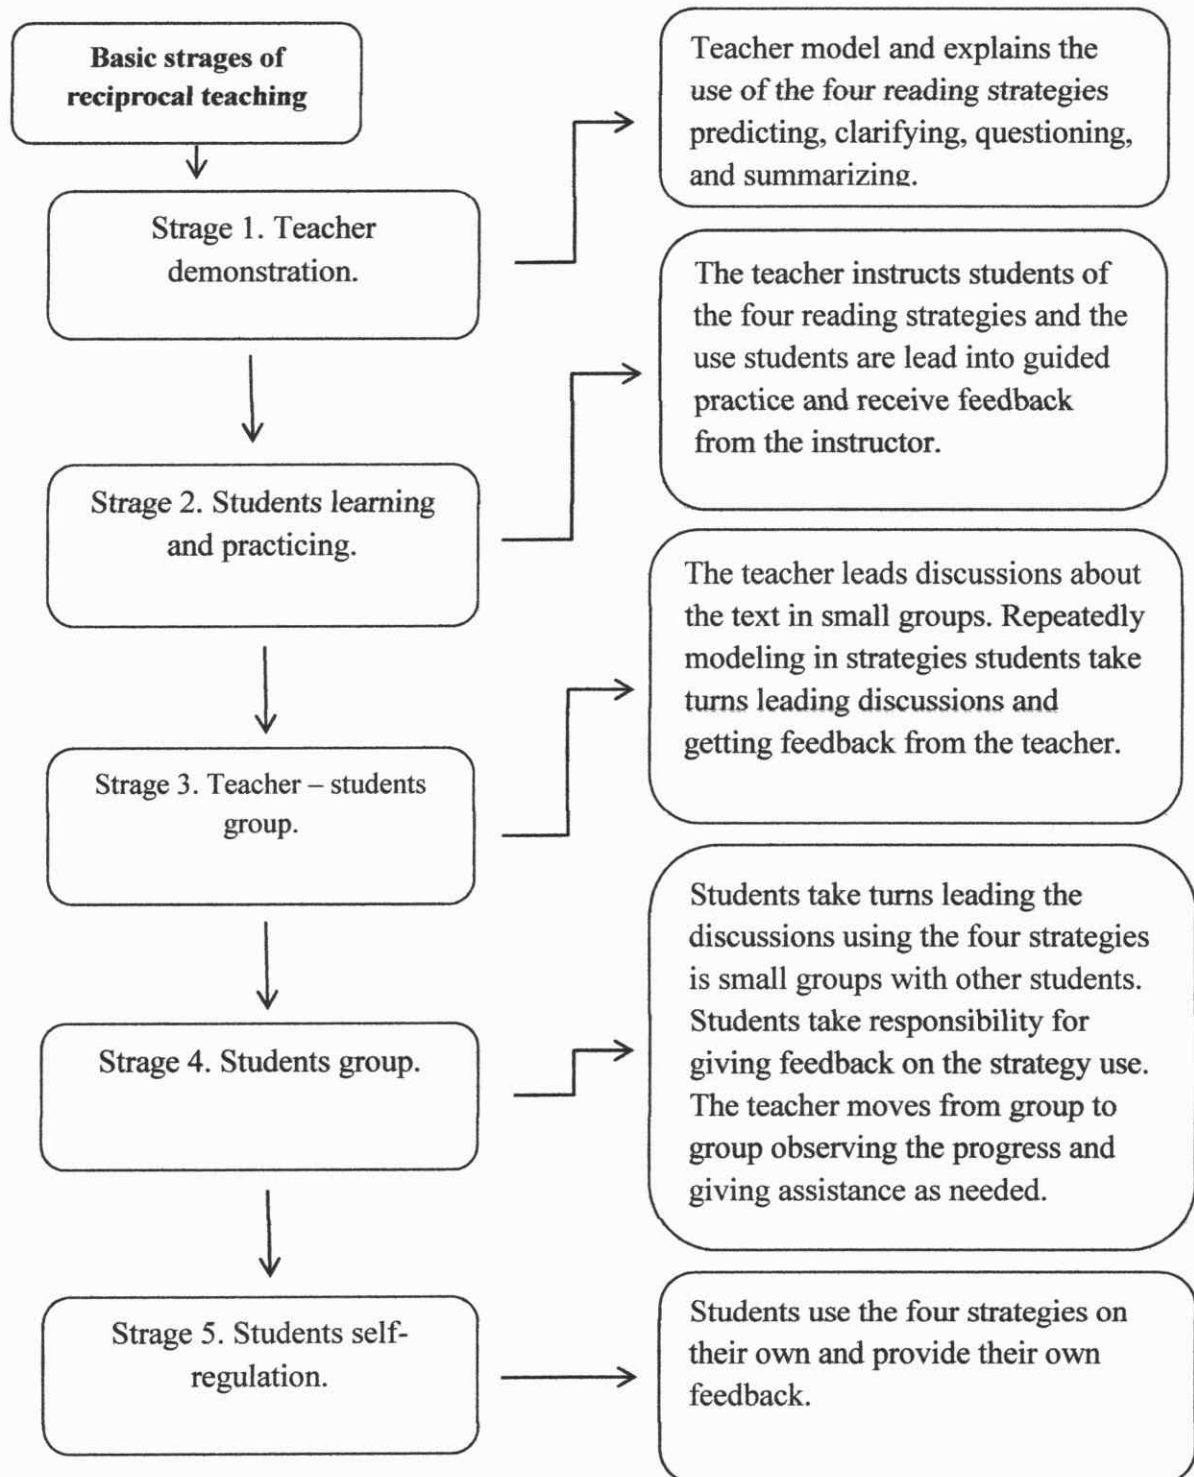 Basic strages of
reciprocal teaching
Teacher model and explains the
use of the four reading strategies
predicting, clarifying, questioning,
and summarizing.
Strage 1. Teacher
demonstration.
The teacher instructs students of
the four reading strategies and the
use students are lead into guided
practice and receive feedback
from the instructor.
Strage 2. Students learning
and practicing.
The teacher leads discussions about
the text in small groups. Repeatedly
modeling in strategies students take
turns leading discussions and
getting feedback from the teacher.
Strage 3. Teacher – students
group.
Students take turns leading the
discussions using the four strategies
is small groups with other students.
Students take responsibility for
giving feedback on the strategy use.
The teacher moves from group to
group observing the progress and
giving assistance as needed.
Strage 4. Students group.
Students use the four strategies on
their own and provide their own
feedback.
Strage 5. Students self-
regulation.